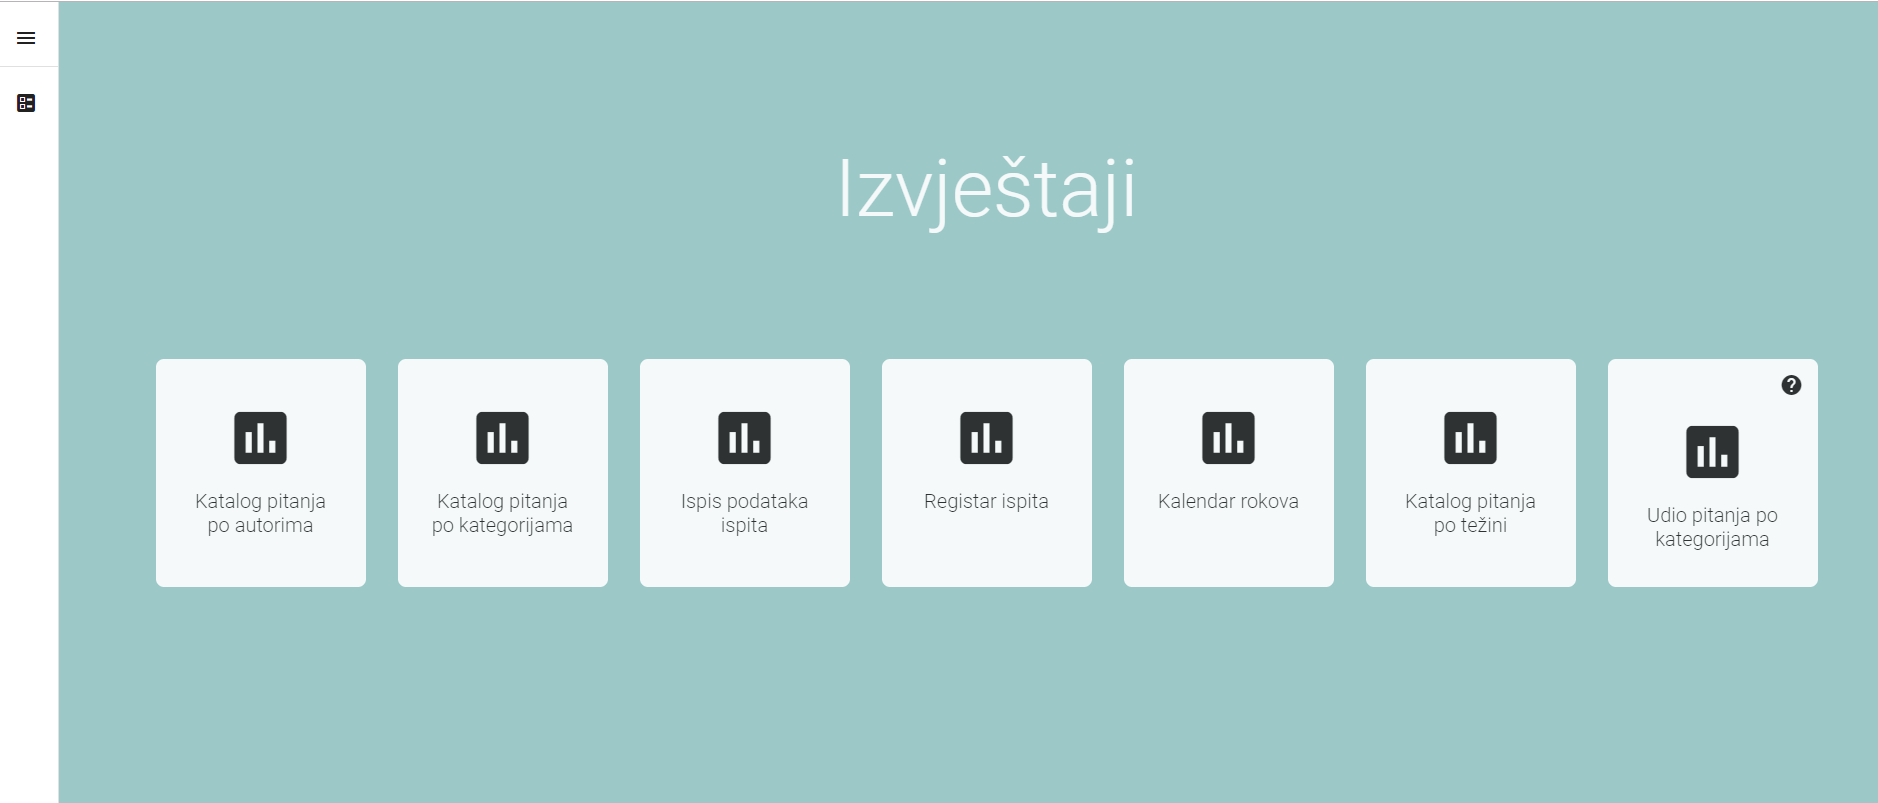 Izvještaji
Katalog pitanja
po autorima
Katalog pitanja
po kategorijama
Ispis podataka
ispita
Registar ispita
Kalendar rokova
Katalog pitanja
po težini
?
Udio pitanja po
kategorijama